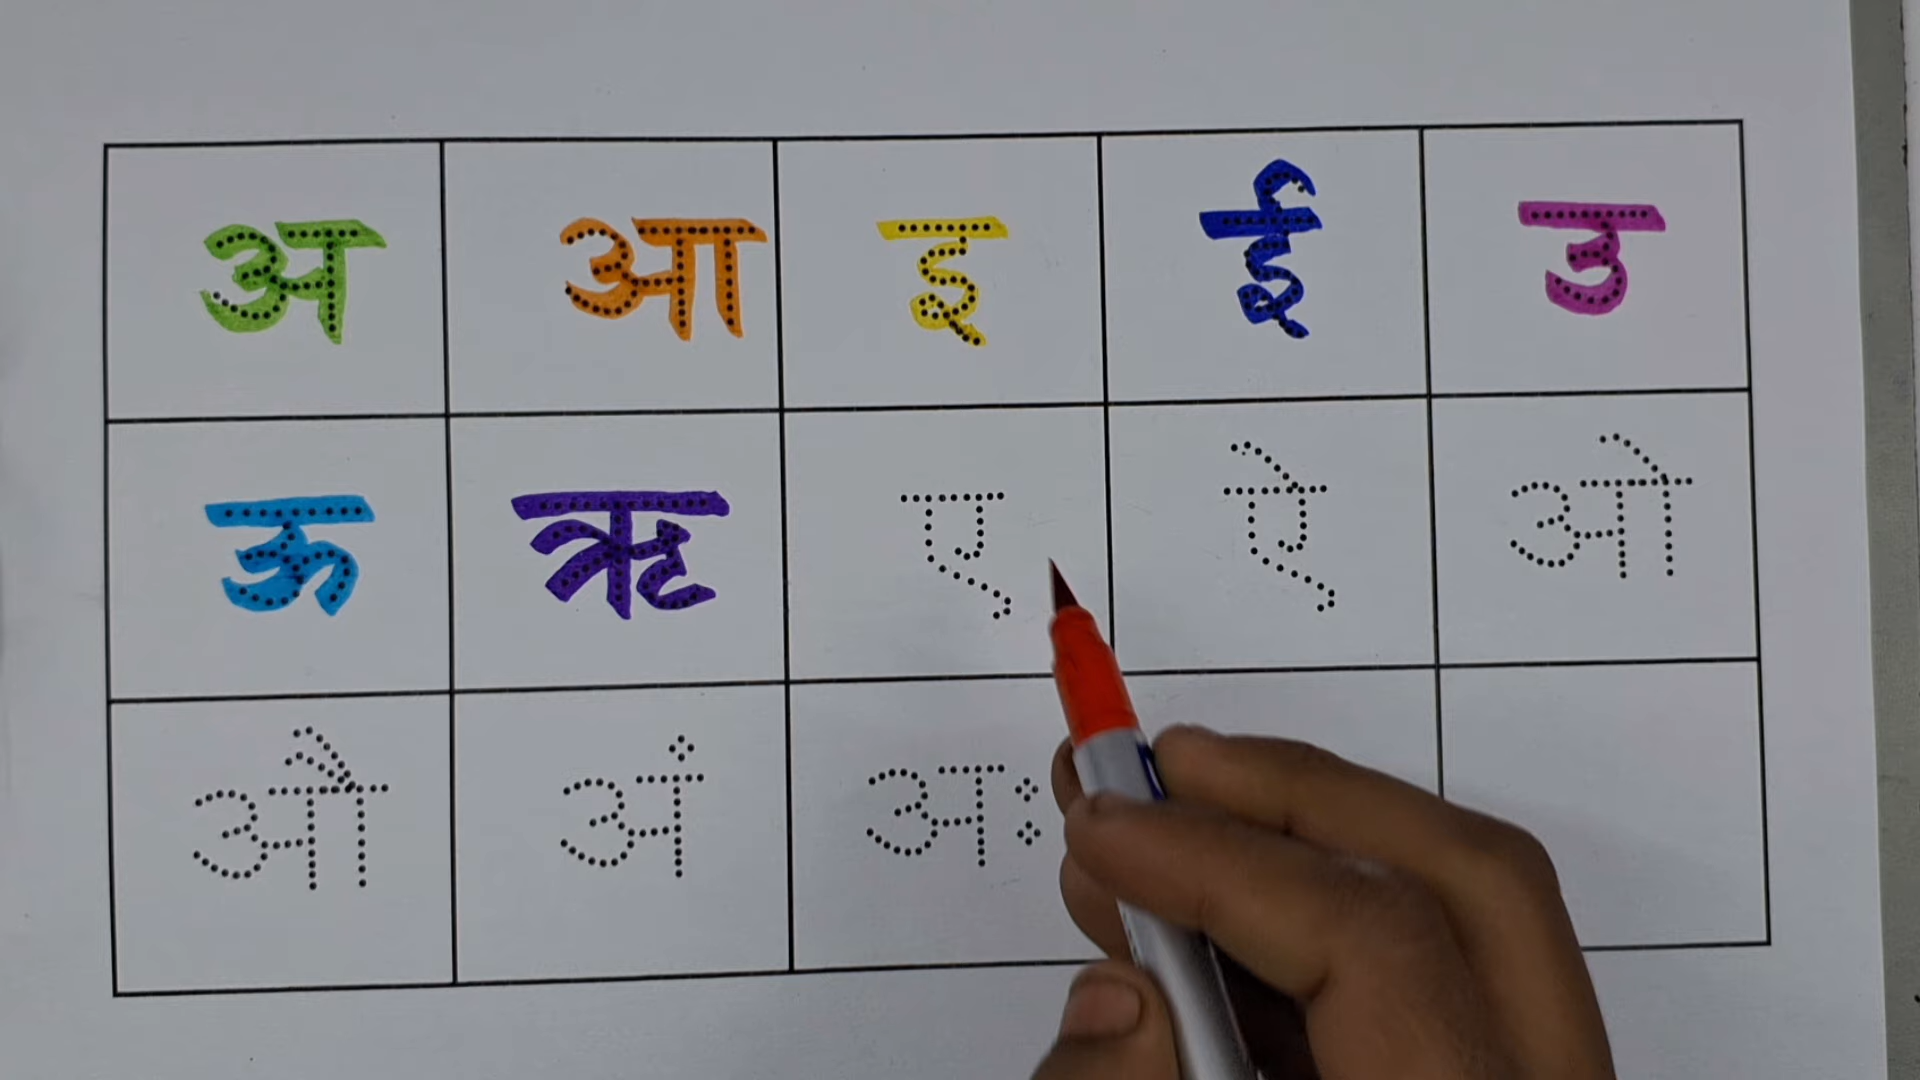 अ आ इ ई उ
ऊ ऋ ए ऐ ओ
औ अं अः